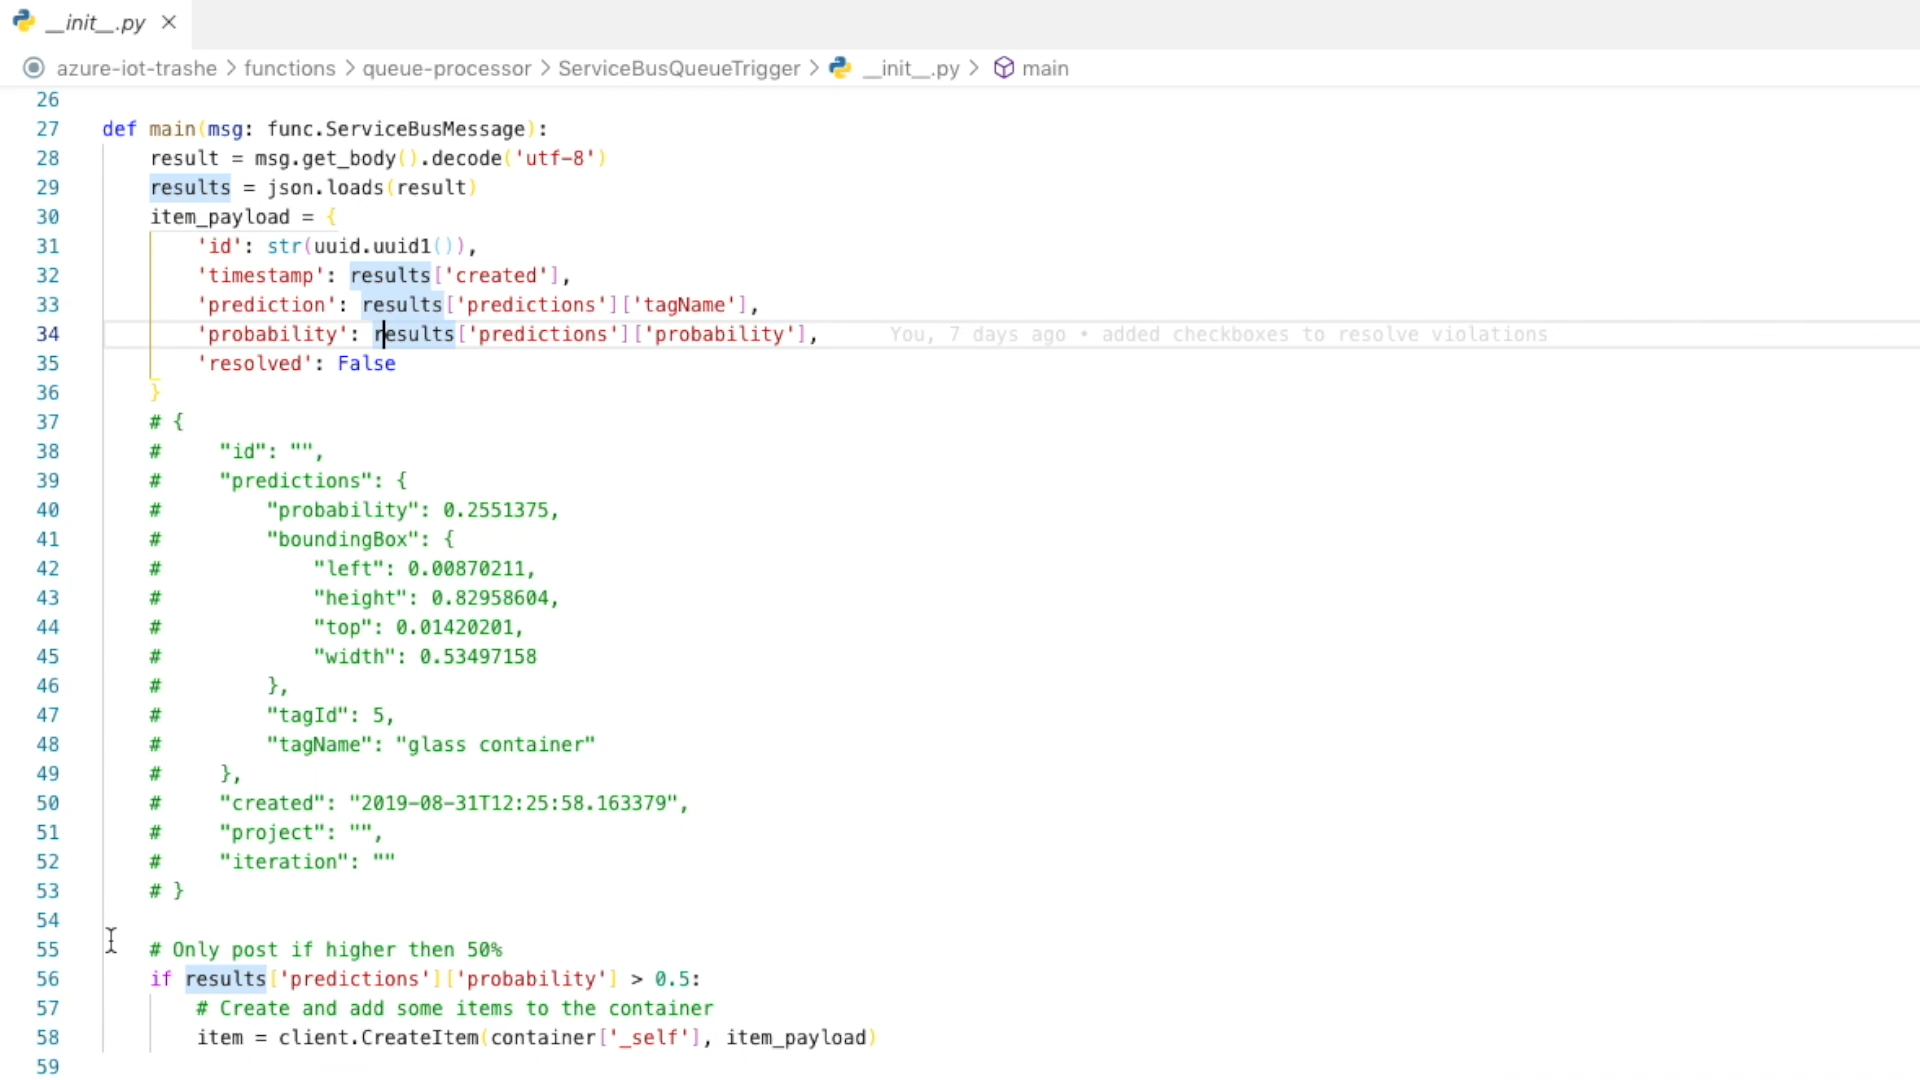 __init__.py ×
azure-iot-trashe > functions > queue-processor > ServiceBusQueueTrigger > __init__.py > main
26
27 def main(msg: func.ServiceBusMessage):
28     result = msg.get_body().decode('utf-8')
29     results = json.loads(result)
30     item_payload = {
31         'id': str(uuid.uuid1()),
32         'timestamp': results['created'],
33         'prediction': results['predictions']['tagName'],
34         'probability': results['predictions']['probability'], You, 7 days ago • added checkboxes to resolve violations
35         'resolved': False
36     }
37     # {
38     #     "id": "",
39     #     "predictions": {
40     #         "probability": 0.2551375,
41     #         "boundingBox": {
42     #             "left": 0.00870211,
43     #             "height": 0.82958604,
44     #             "top": 0.01420201,
45     #             "width": 0.53497158
46     #         },
47     #         "tagId": 5,
48     #         "tagName": "glass container"
49     #     },
50     #     "created": "2019-08-31T12:25:58.163379",
51     #     "project": "",
52     #     "iteration": ""
53     # }
54
55     # Only post if higher then 50%
56     if results['predictions']['probability'] > 0.5:
57         # Create and add some items to the container
58         item = client.CreateItem(container['_self'], item_payload)
59